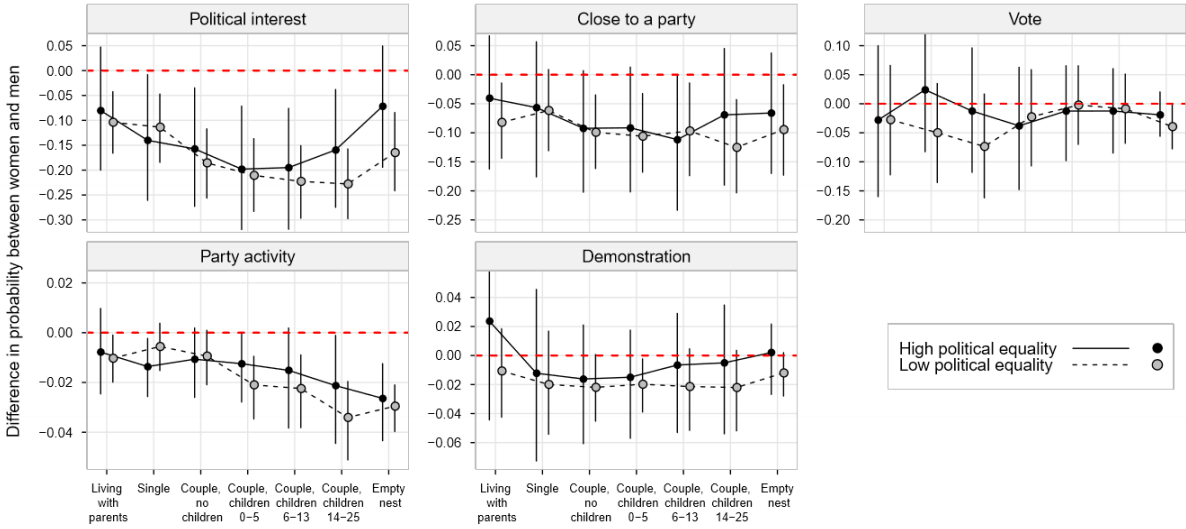 Difference in probability between women and men
Political interest
0.05
0.00
−0.05
−0.10
−0.15
−0.20
−0.25
−0.30
Close to a party
0.05
0.00
−0.05
−0.10
−0.15
−0.20
−0.25
Vote
0.10
0.05
0.00
−0.05
−0.10
−0.15
−0.20
Party activity
0.02
0.00
−0.02
−0.04
Living with parents
Single
Couple, no children
Couple, children 0−5
Couple, children 6−13
Couple, children 14−25
Empty nest
Demonstration
0.04
0.02
0.00
−0.02
−0.04
−0.06
Living with parents
Single
Couple, no children
Couple, children 0−5
Couple, children 6−13
Couple, children 14−25
Empty nest
High political equality
Low political equality